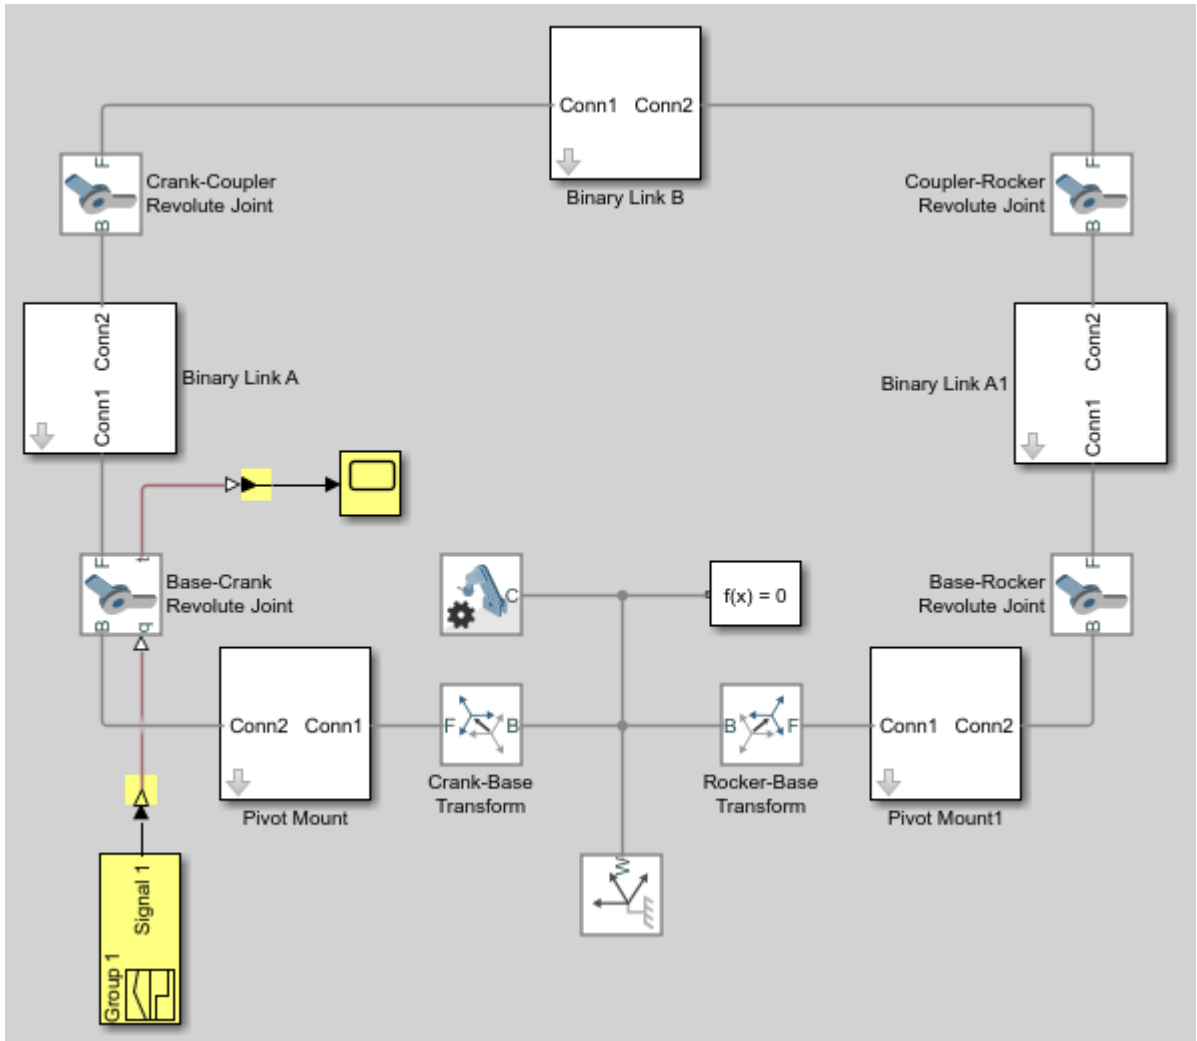 Conn1 Conn2
Binary Link B
F
Crank-Coupler
Revolute Joint
B
Coupler-Rocker
Revolute Joint
F
B
Conn2
Conn1
Binary Link A
Binary Link A1
Conn2
Conn1
F
t
Base-Crank
Revolute Joint
B
q
C
f(x) = 0
Base-Rocker
Revolute Joint
F
B
Conn2 Conn1
Pivot Mount
F B
Crank-Base
Transform
B F
Rocker-Base
Transform
Conn1 Conn2
Pivot Mount1
W
Signal 1
Group 1